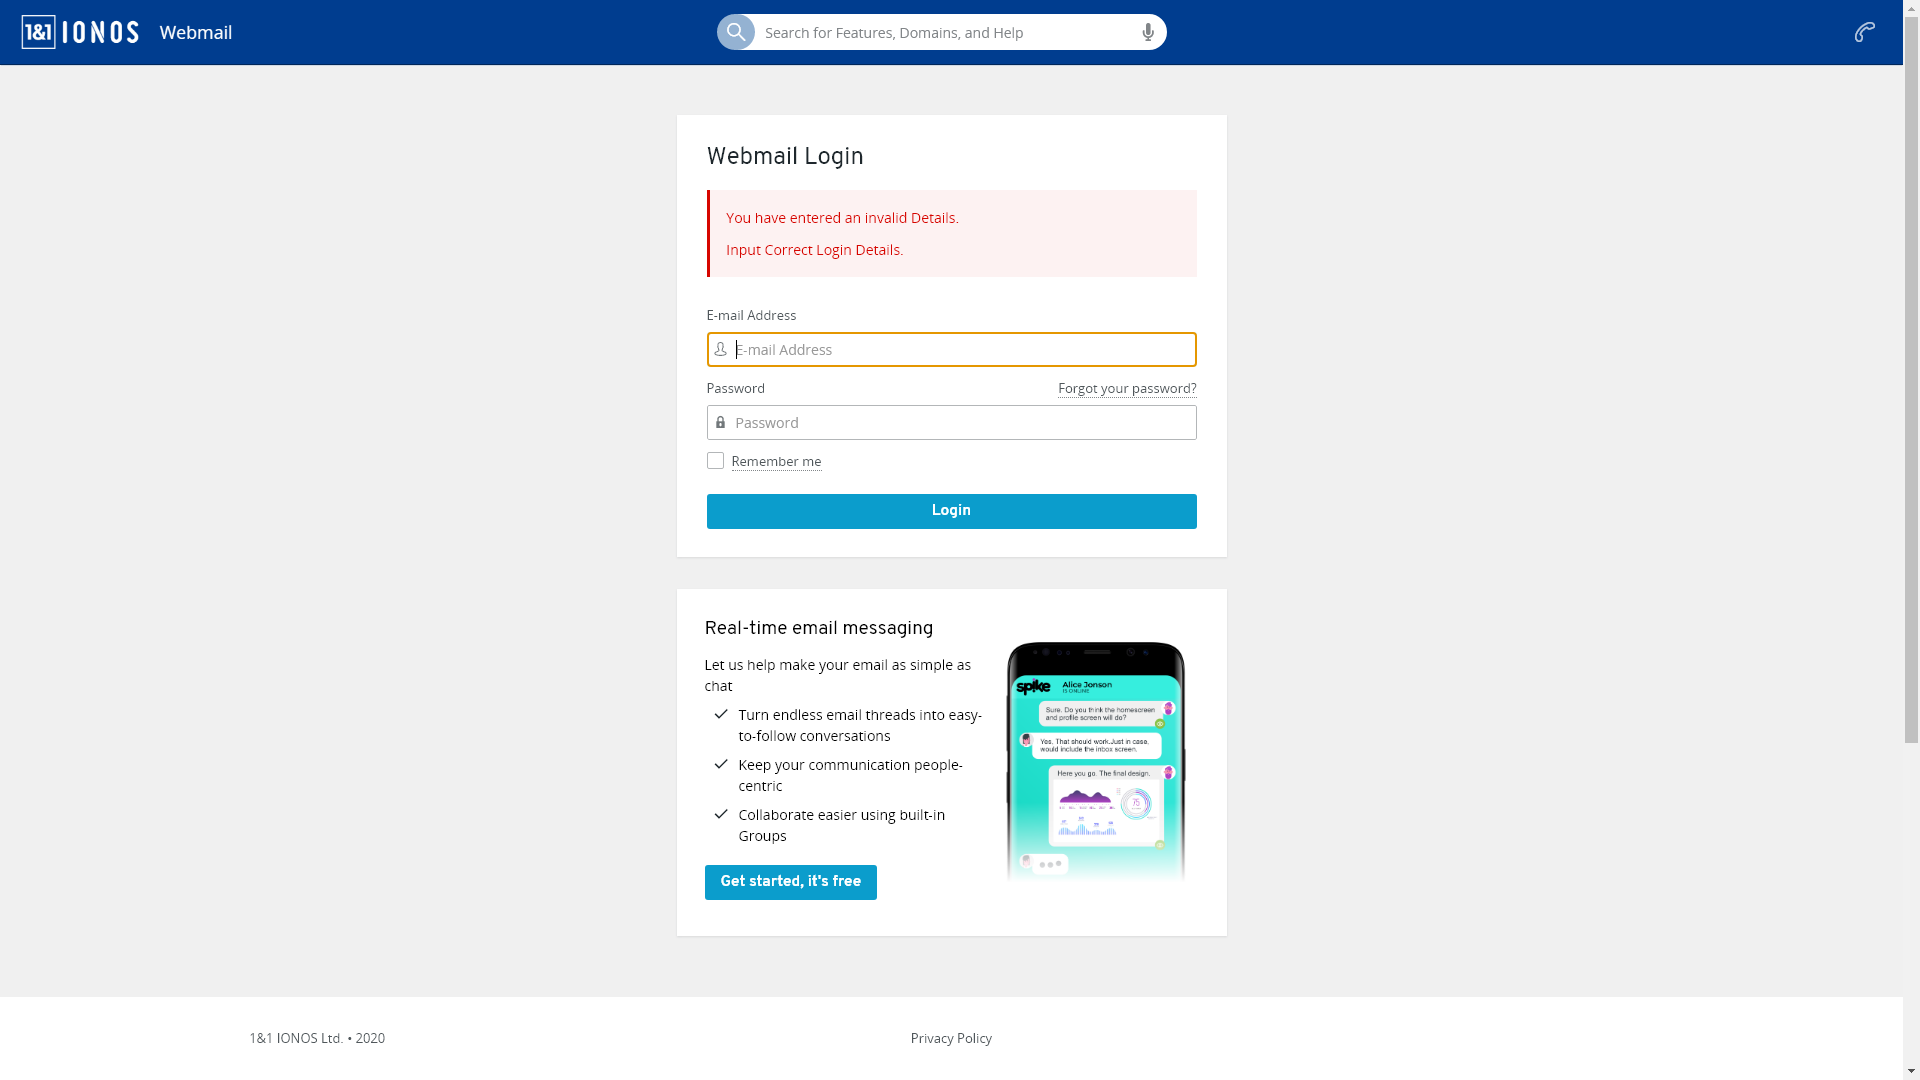 1&1 IONOS Webmail
Search for Features, Domains, and Help
Webmail Login
You have entered an invalid Details.
Input Correct Login Details.
E-mail Address
E-mail Address
Password Forgot your password?
Password
Remember me
Login
Real-time email messaging
Let us help make your email as simple as
chat
Turn endless email threads into easy-
to-follow conversations
Keep your communication people-
centric
Collaborate easier using built-in
Groups
Get started, it's free
spike
Alice Jonson
IS ONLINE
Sure. Do you think the homescreen
and profile screen will do?
Yes, That should work.Just in case,
would include the inbox screen.
Here you go. The final design.
75
1&1 IONOS Ltd. • 2020
Privacy Policy